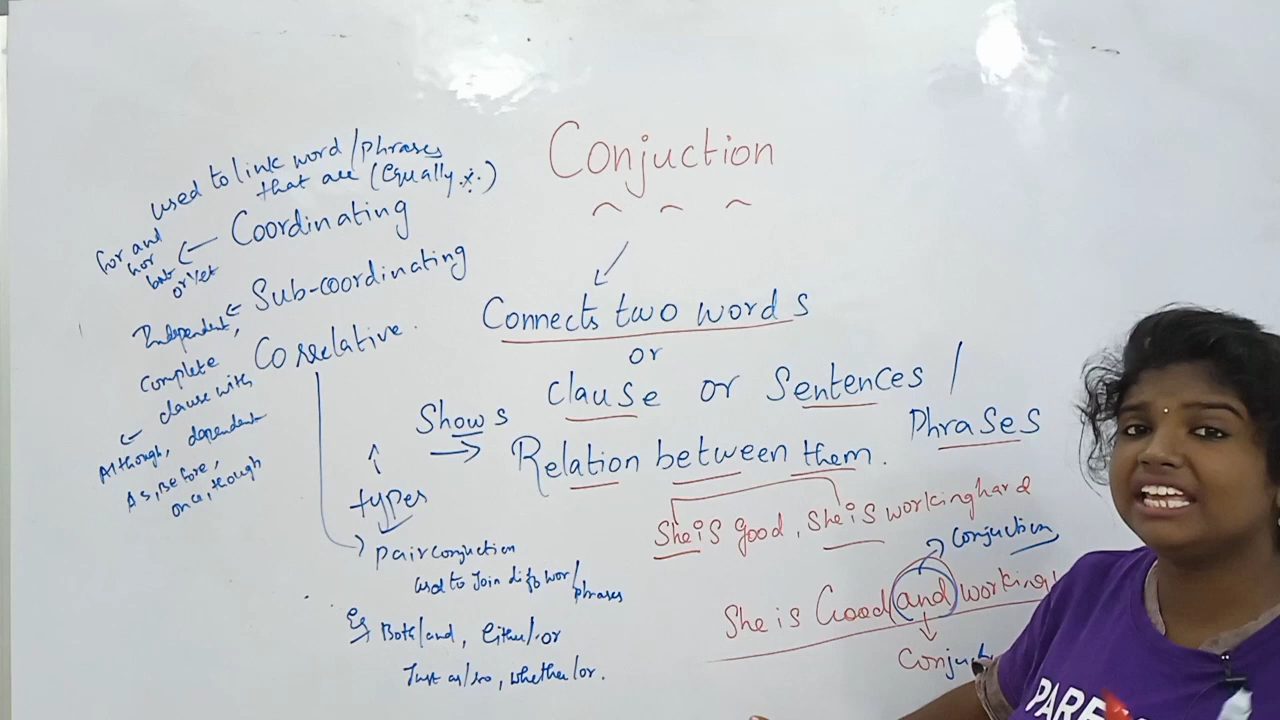 Conjuction
used to link word/phrases
that are (equally
Coordinating
for and
nor
but
or yet
Sub-coordinating
Independent,
Complete
clause with
Although, dependent
As, Before,
once, though
Correlative.
Connects two words
or
clause or Sentences /
Phrases
Shows
Relation between them.
types
pair conjunction
used to Join diff wor/
phrases
Eg Both/and, Either/or
Just as/so, whether/or.
She is good, She is working hard
conjuction
She is Good and working
Conju
PARE